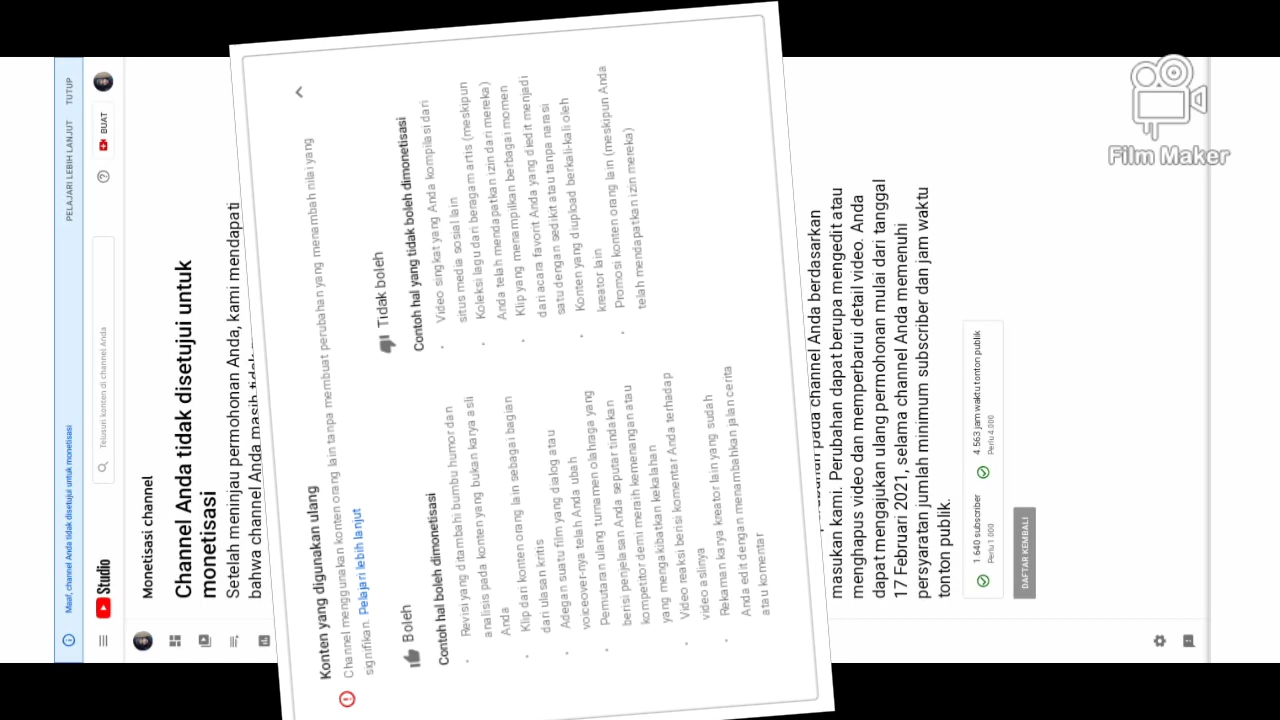 Maaf, channel Anda tidak disetujui untuk monetisasi
PELAJARI LEBIH LANJUT
TUTUP
Studio
Telusuri konten di channel Anda
BUAT
Monetisasi channel
Channel Anda tidak disetujui untuk
monetisasi
Setelah meninjau permohonan Anda, kami mendapati
bahwa channel Anda masih
Konten yang digunakan ulang
Channel menggunakan konten orang lain tanpa membuat perubahan yang menambah nilai yang
signifikan. Pelajari lebih lanjut
Boleh
Contoh hal boleh dimonetisasi
Revisi yang ditambahi bumbu humor dan
analisis pada konten yang bukan karya asli
Anda
Klip dari konten orang lain sebagai bagian
dari ulasan kritis
Adegan suatu film yang dialog atau
voiceover-nya telah Anda ubah
Pemutaran ulang turnamen olahraga yang
berisi penjelasan Anda seputar tindakan
kompetitor demi meraih kemenangan atau
yang mengakibatkan kekalahan
Video reaksi berisi komentar Anda terhadap
video aslinya
Rekaman karya kreator lain yang sudah
Anda edit dengan menambahkan jalan cerita
atau komentar
Tidak boleh
Contoh hal yang tidak boleh dimonetisasi
Video singkat yang Anda kompilasi dari
situs media sosial lain
Koleksi lagu dari beragam artis (meskipun
Anda telah mendapatkan izin dari mereka)
Klip yang menampilkan berbagai momen
dari acara favorit Anda yang diedit menjadi
satu dengan sedikit atau tanpa narasi
Konten yang diupload berkali-kali oleh
kreator lain
Promosi konten orang lain (meskipun Anda
telah mendapatkan izin mereka)
pada channel Anda berdasarkan
masukan kami. Perubahan dapat berupa mengedit atau
menghapus video dan memperbarui detail video. Anda
dapat mengajukan ulang permohonan mulai dari tanggal
17 Februari 2021, selama channel Anda memenuhi
persyaratan jumlah minimum subscriber dan jam waktu
tonton publik.
1.640 subscriber
Perlu 1.000
4.563 jam waktu tonton publik
Perlu 4.000
DAFTAR KEMBALI
Film Maker